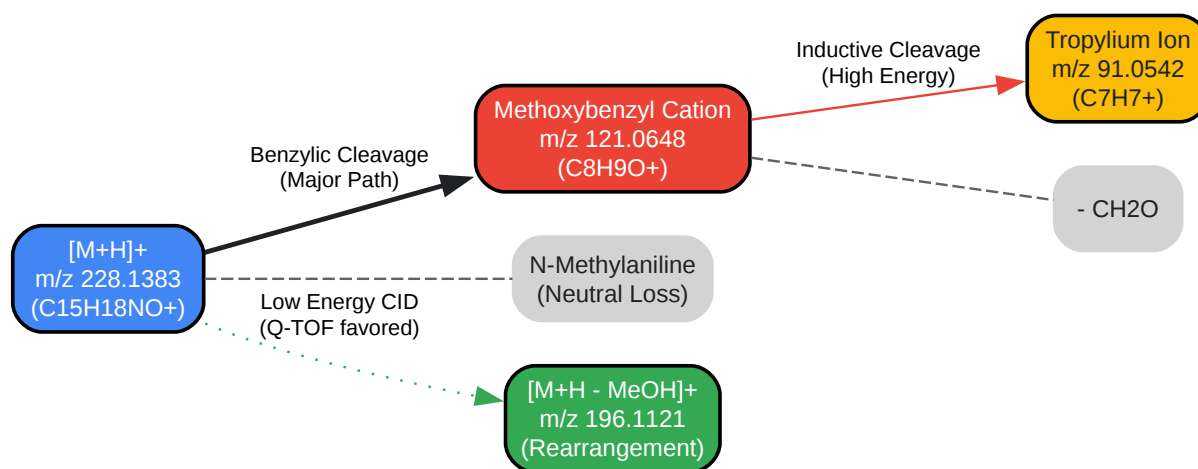 Tropylium Ion
m/z 91.0542
(C7H7+)
Inductive Cleavage
(High Energy)
Methoxybenzyl Cation
m/z 121.0648
(C8H9O+)
Benzylic Cleavage
(Major Path)
- CH2O
[M+H]+
m/z 228.1383
(C15H18NO+)
N-Methylaniline
(Neutral Loss)
Low Energy CID
(Q-TOF favored)
[M+H - MeOH]+
m/z 196.1121
(Rearrangement)